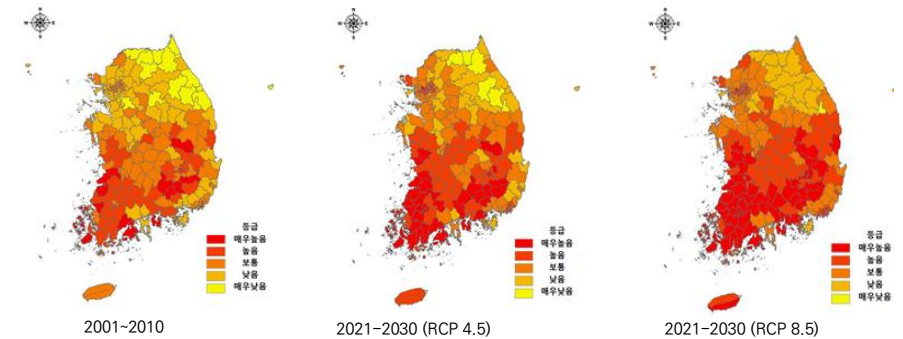 N
W E
S
등급
매우높음
높음
보통
낮음
매우낮음
2001~2010
N
W E
S
등급
매우높음
높음
보통
낮음
매우낮음
2021-2030 (RCP 4.5)
N
W E
S
등급
매우높음
높음
보통
낮음
매우낮음
2021-2030 (RCP 8.5)